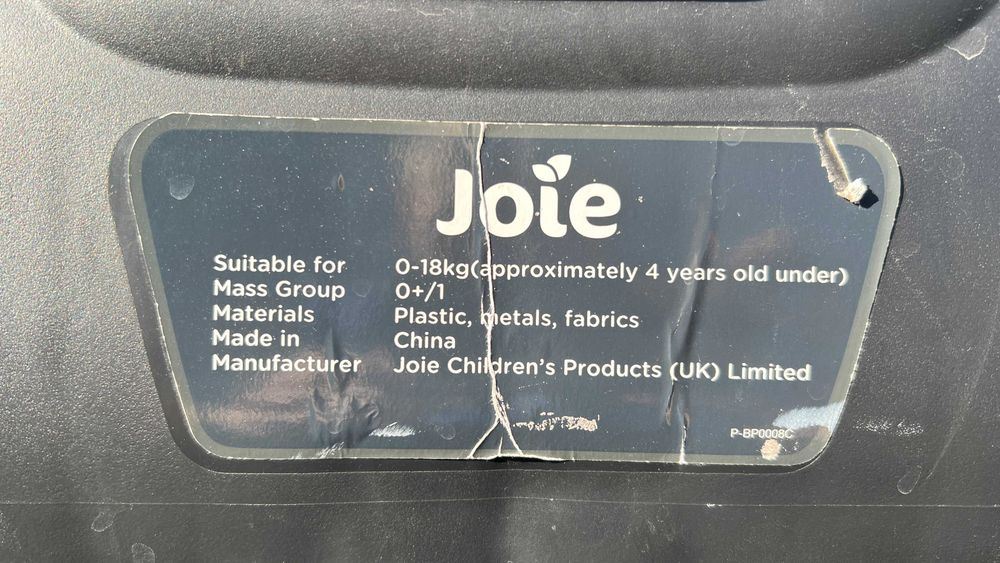 Joie
Suitable for 0-18kg(approximately 4 years old under)
Mass Group 0+/1
Materials Plastic, metals, fabrics
Made in China
Manufacturer Joie Children's Products (UK) Limited
P-BP0008C